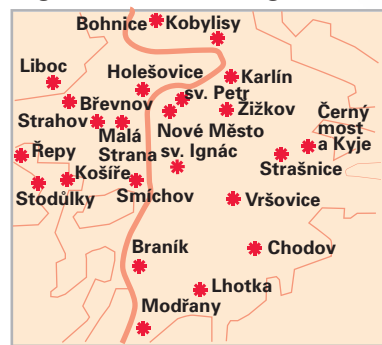 Bohnice
Kobylisy
Liboc
Holešovice
Karlín
sv. Petr
Břevnov
Žižkov
Černý
most
a Kyje
Strahov
Malá
Strana
Nové Město
sv. Ignác
Strašnice
Řepy
Košíře
Stodůlky
Smíchov
Vršovice
Braník
Chodov
Lhotka
Modřany